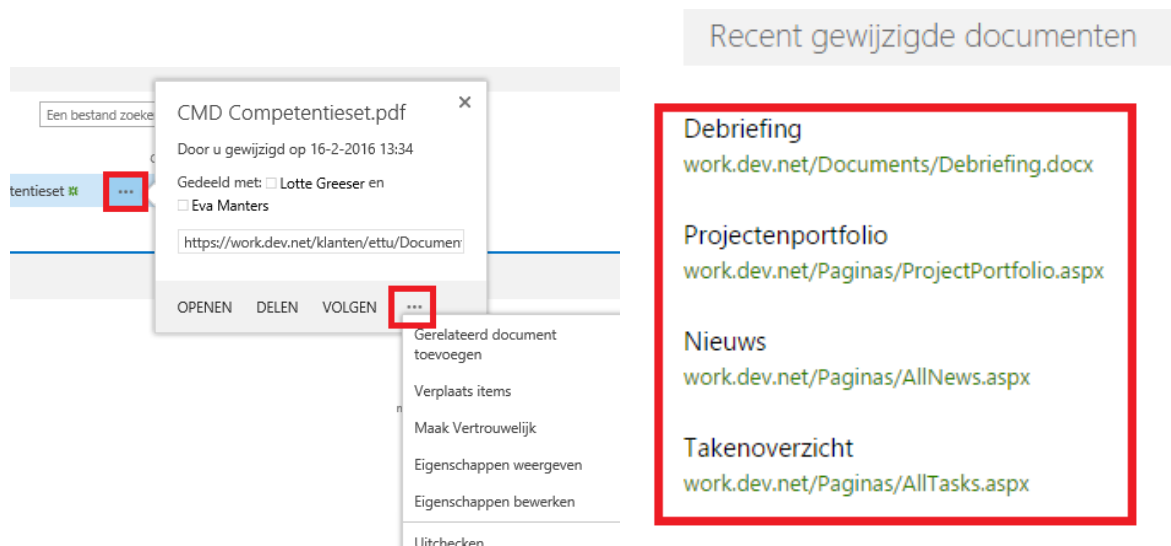 Een bestand zoeke
tentieset
CMD Competentieset.pdf
Door u gewijzigd op 16-2-2016 13:34
Gedeeld met: Lotte Greeser en
Eva Manters
https://work.dev.net/klanten/ettu/Documen
OPENEN DELEN VOLGEN ...
Gerelateerd document
toevoegen
Verplaats items
Maak Vertrouwelijk
Eigenschappen weergeven
Eigenschappen bewerken
Uitchecken
Recent gewijzigde documenten
Debriefing
work.dev.net/Documents/Debriefing.docx
Projectenportfolio
work.dev.net/Paginas/ProjectPortfolio.aspx
Nieuws
work.dev.net/Paginas/AllNews.aspx
Takenoverzicht
work.dev.net/Paginas/AllTasks.aspx